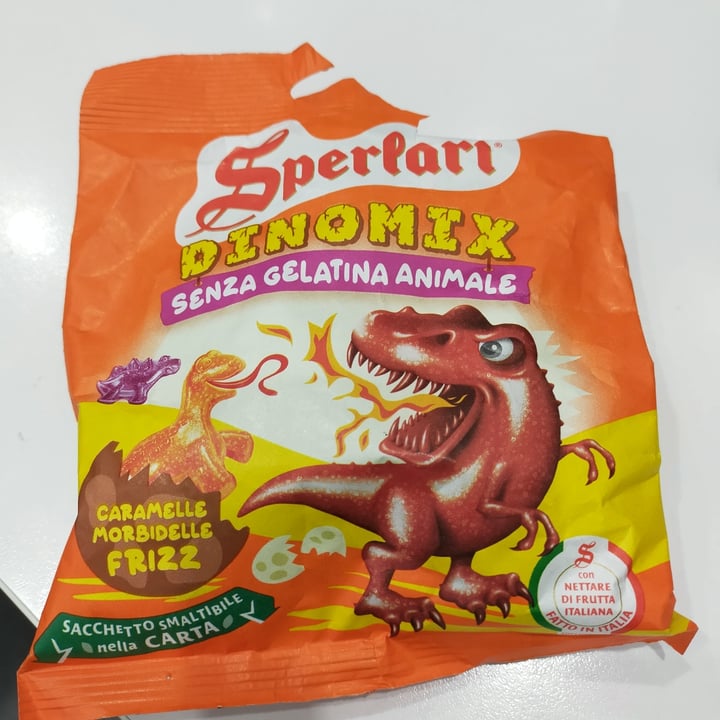 Sperlari®
DINOMIX
SENZA GELATINA ANIMALE
CARAMELLE
MORBIDELLE
FRIZZ
SACCHETTO SMALTIBILE
nella CARTA
S
con
NETTARE
DI FRUTTA
ITALIANA
FATTO IN ITALIA